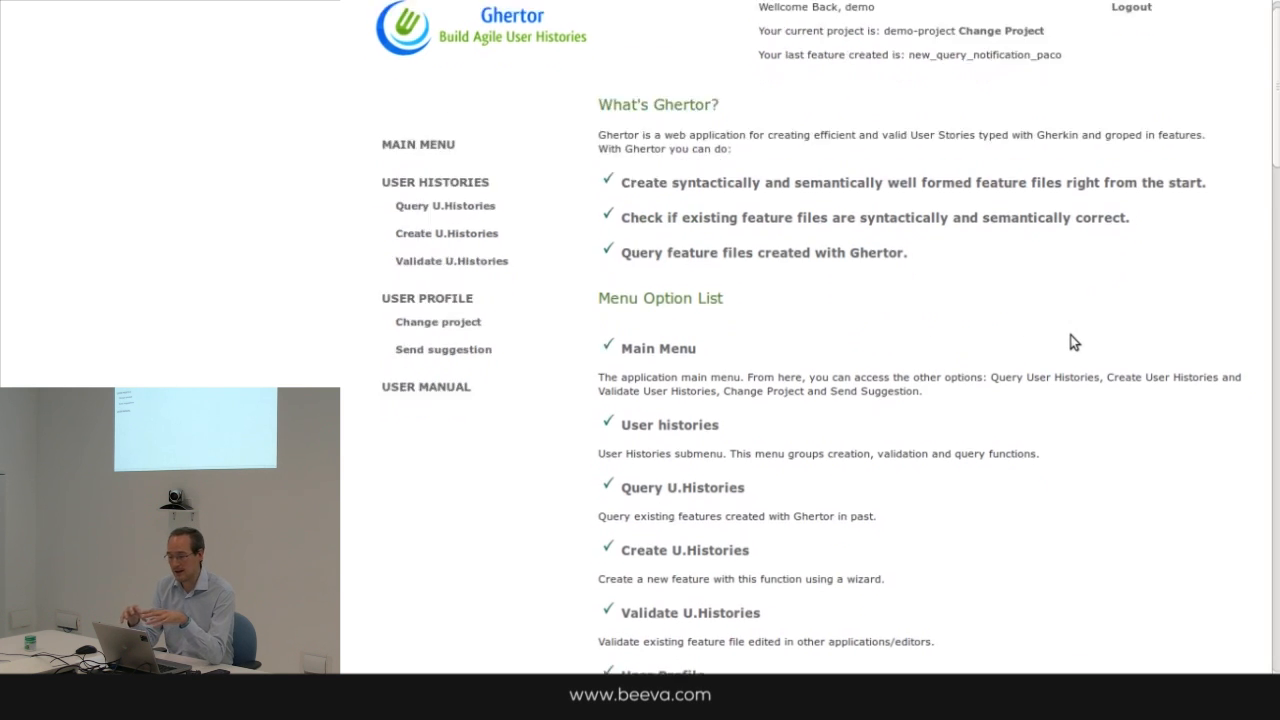 Ghertor
Build Agile User Histories
Wellcome Back, demo
Logout
Your current project is: demo-project Change Project
Your last feature created is: new_query_notification_paco
MAIN MENU
USER HISTORIES
Query U.Histories
Create U.Histories
Validate U.Histories
USER PROFILE
Change project
Send suggestion
USER MANUAL
What's Ghertor?
Ghertor is a web application for creating efficient and valid User Stories typed with Gherkin and groped in features.
With Ghertor you can do:
Create syntactically and semantically well formed feature files right from the start.
Check if existing feature files are syntactically and semantically correct.
Query feature files created with Ghertor.
Menu Option List
Main Menu
The application main menu. From here, you can access the other options: Query User Histories, Create User Histories and
Validate User Histories, Change Project and Send Suggestion.
User histories
User Histories submenu. This menu groups creation, validation and query functions.
Query U.Histories
Query existing features created with Ghertor in past.
Create U.Histories
Create a new feature with this function using a wizard.
Validate U.Histories
Validate existing feature file edited in other applications/editors.
User Profile
www.beeva.com